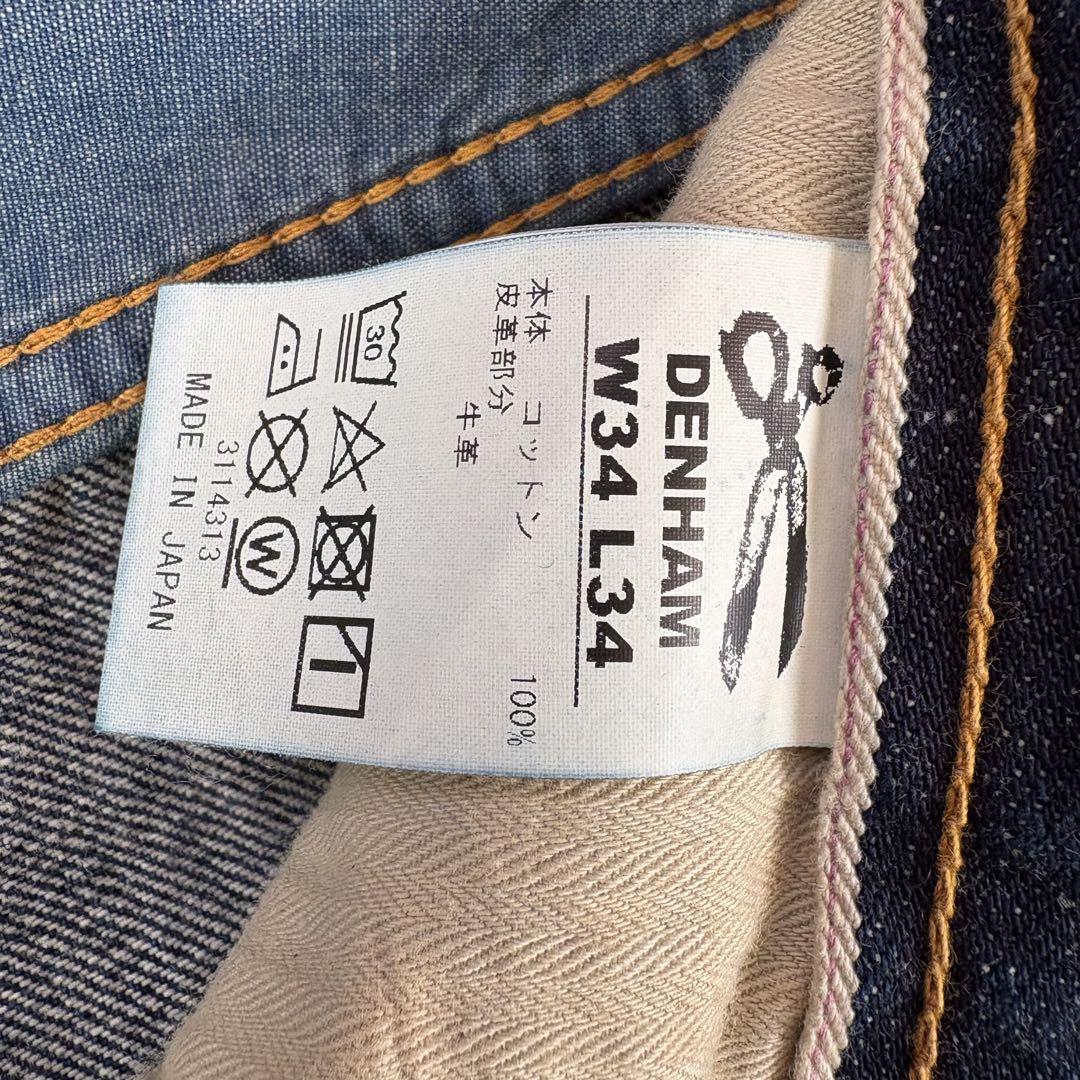 DENHAM
W34 L34
本体 コットン 100%
皮革部分
牛革
30
W
3114313
MADE IN JAPAN